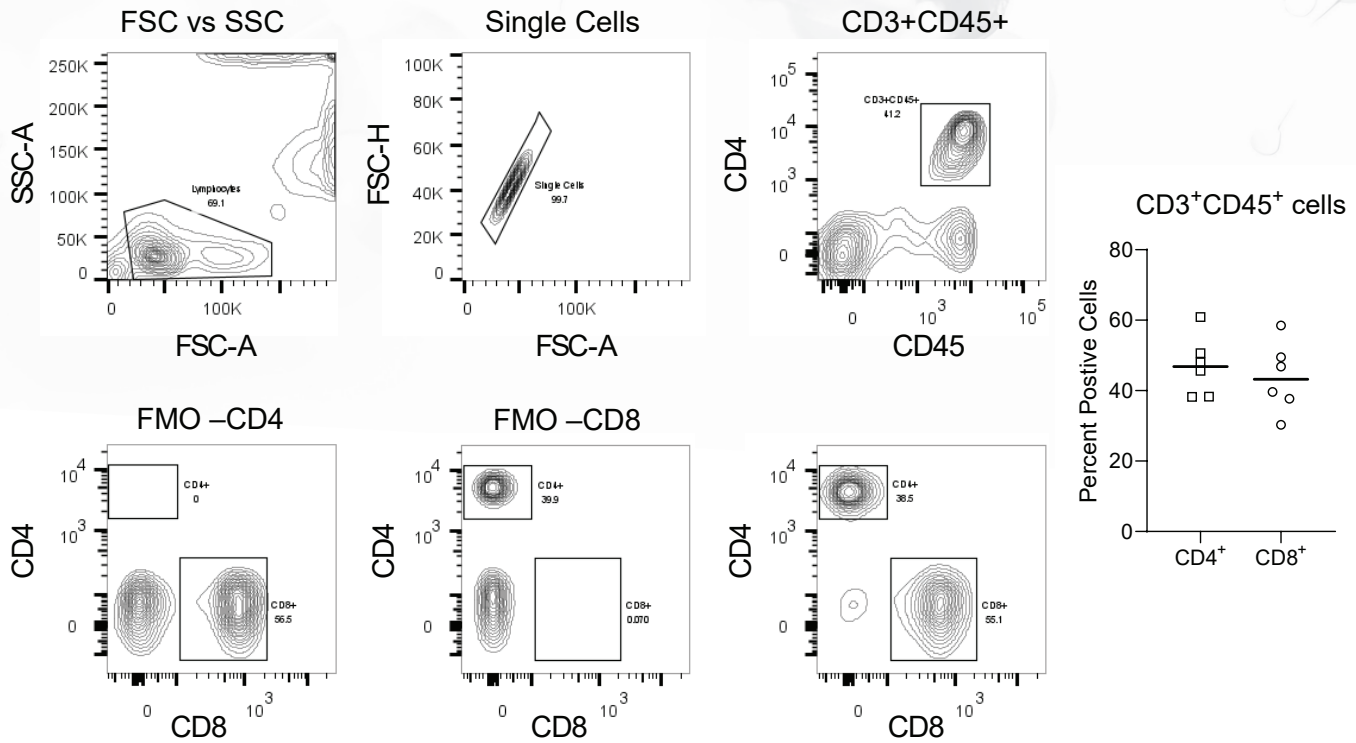 FSC vs SSC
250K
200K
150K
100K
50K
0
SSC-A
Lymphocytes
69.1
0
100K
FSC-A
Single Cells
100K
80K
60K
40K
20K
0
FSC-H
Single Cells
99.7
0
100K
FSC-A
CD3+CD45+
10^5
10^4
10^3
0
CD4
CD3+CD45+
41.2
0
10^3
10^5
CD45
FMO –CD4
10^4
10^3
0
CD4
CD4+
0
CD8+
56.5
0
10^3
CD8
FMO –CD8
10^4
10^3
0
CD4
CD4+
39.9
CD8+
0.070
0
10^3
CD8
10^4
10^3
0
CD4
CD4+
38.5
CD8+
55.1
0
10^3
CD8
CD3⁺CD45⁺ cells
80
60
40
20
0
Percent Postive Cells
CD4⁺
CD8⁺